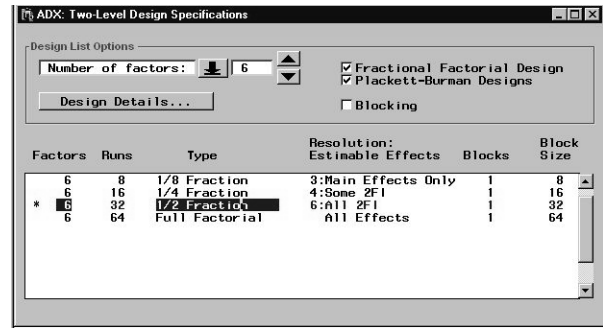 ADX: Two-Level Design Specifications
Design List Options
Number of factors: 6
Fractional Factorial Design
Plackett-Burman Designs
Design Details...
Blocking
Resolution: Block
Factors Runs Type Estimable Effects Blocks Size
6 8 1/8 Fraction 3:Main Effects Only 1 8
6 16 1/4 Fraction 4:Some 2FI 1 16
* 6 32 1/2 Fraction 6:All 2FI 1 32
6 64 Full Factorial All Effects 1 64